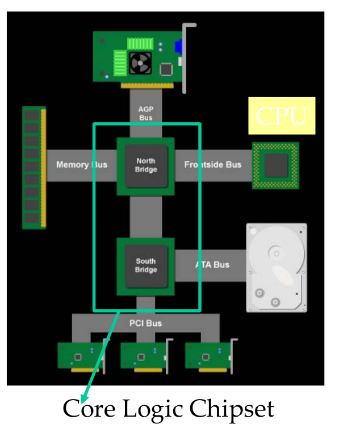 AGP
Bus
CPU
Memory Bus
North
Bridge
Frontside Bus
South
Bridge
ATA Bus
PCI Bus
Core Logic Chipset